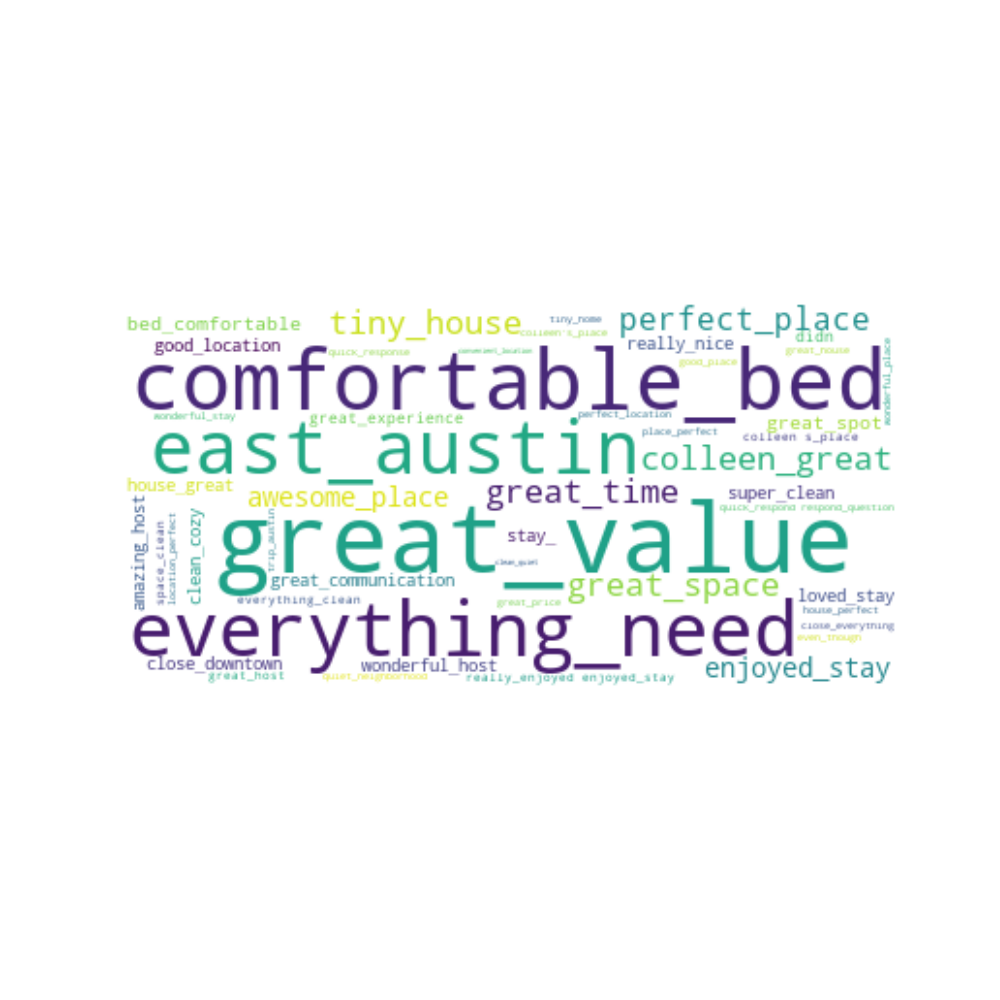 bed_comfortable
tiny_house
tiny_home
colleen's_place
perfect_place
didn
good_location
quick_response
convenient_location
really_nice
good_place
great_house
wonderful_place
comfortable_bed
wonderful_stay
great_experience
perfect_location
place_perfect
great_spot
colleen s_place
east_austin
colleen_great
house_great
awesome_place
great_time
super_clean
quick_respond respond_question
amazing_host
space_clean
location_perfect
clean_cozy
trip_austin
great_value
stay_
clean_quiet
great_communication
great_space
everything_clean
great_price
loved_stay
house_perfect
close_everything
even_though
everything_need
close_downtown
great_host
wonderful_host
quiet_neighborhood
really_enjoyed enjoyed_stay
enjoyed_stay